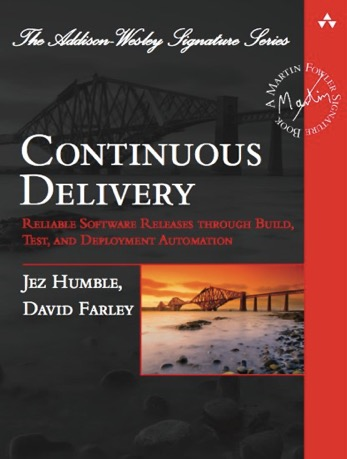 The Addison-Wesley Signature Series
A MARTIN FOWLER SIGNATURE BOOK
Martin
CONTINUOUS
DELIVERY
RELIABLE SOFTWARE RELEASES THROUGH BUILD,
TEST, AND DEPLOYMENT AUTOMATION
JEZ HUMBLE,
DAVID FARLEY